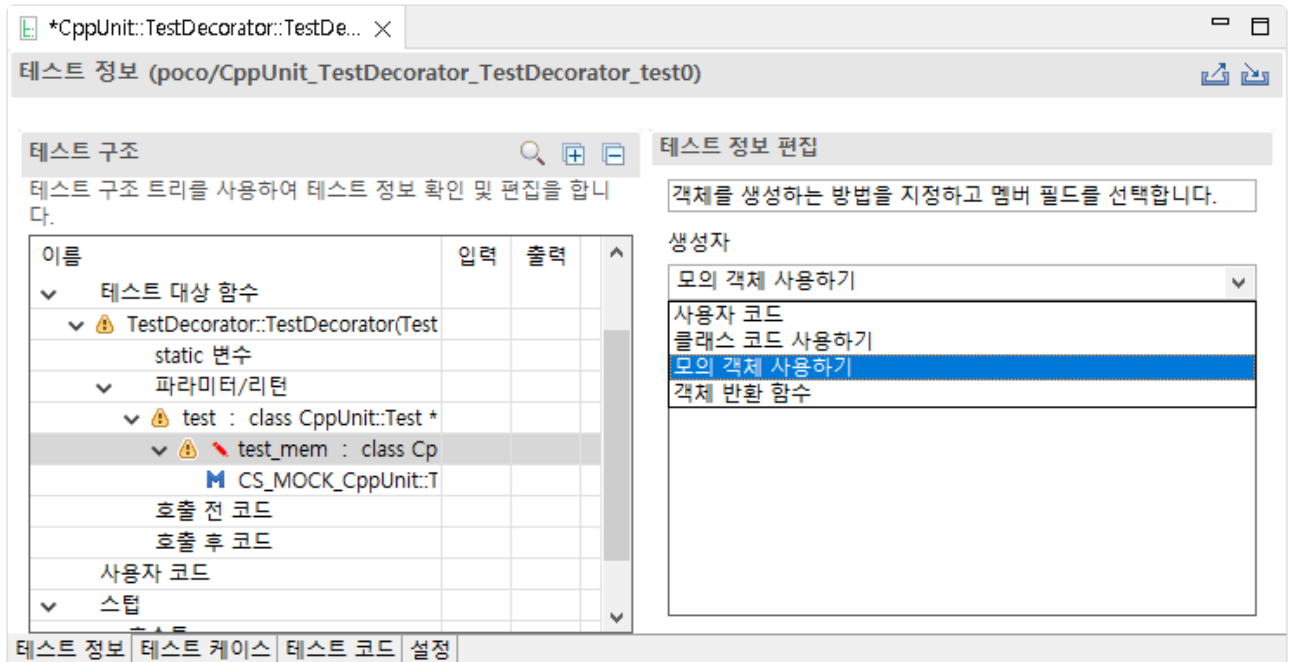 *CppUnit::TestDecorator::TestDe...
테스트 정보 (poco/CppUnit_TestDecorator_TestDecorator_test0)
테스트 구조
테스트 구조 트리를 사용하여 테스트 정보 확인 및 편집을 합니
다.
이름 입력 출력
테스트 대상 함수
TestDecorator::TestDecorator(Test
static 변수
파라미터/리턴
test : class CppUnit::Test *
test_mem : class Cp
M CS_MOCK_CppUnit::T
호출 전 코드
호출 후 코드
사용자 코드
스텁
테스트 정보 편집
객체를 생성하는 방법을 지정하고 멤버 필드를 선택합니다.
생성자
모의 객체 사용하기
사용자 코드
클래스 코드 사용하기
모의 객체 사용하기
객체 반환 함수
테스트 정보 테스트 케이스 테스트 코드 설정